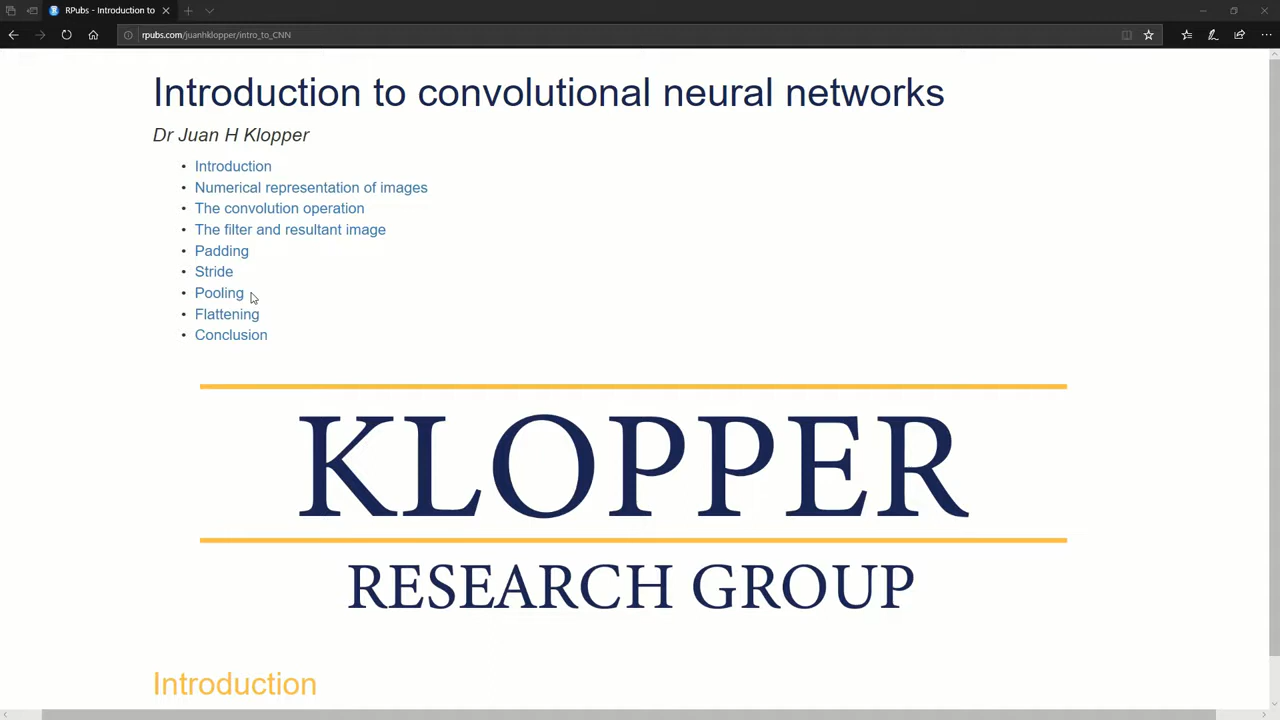 RPubs - Introduction to
rpubs.com/juanhklopper/intro_to_CNN
Introduction to convolutional neural networks
Dr Juan H Klopper
• Introduction
• Numerical representation of images
• The convolution operation
• The filter and resultant image
• Padding
• Stride
• Pooling
• Flattening
• Conclusion
KLOPPER
RESEARCH GROUP
Introduction